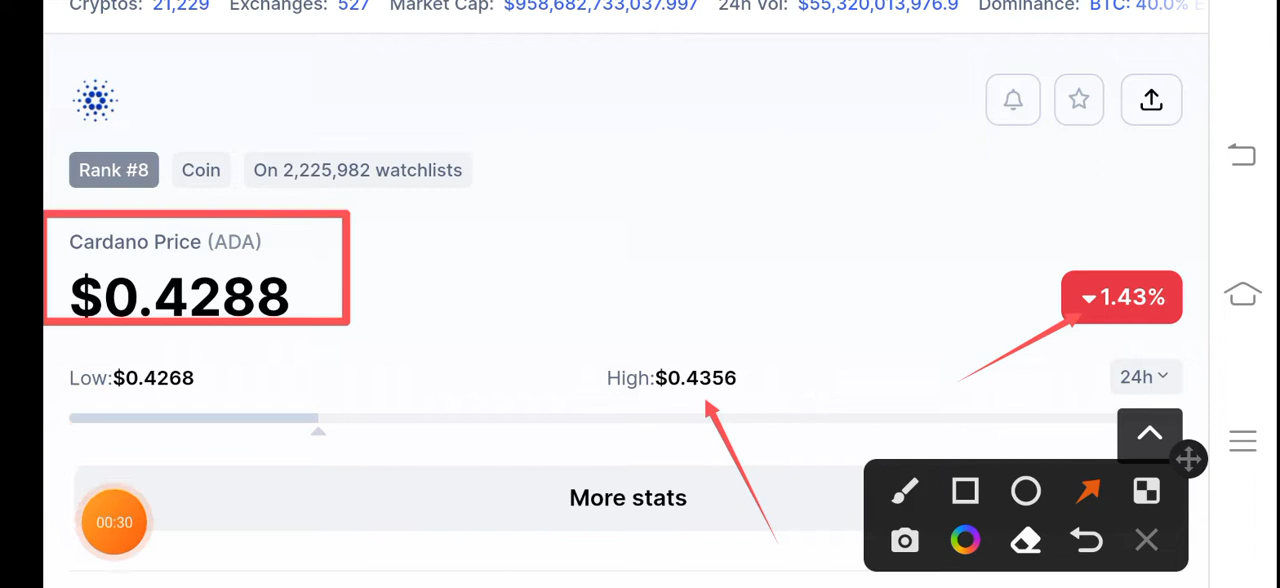 Cryptos: 21,229 Exchanges: 527 Market Cap: $958,682,733,037.997 24h Vol: $55,320,013,976.9 Dominance: BTC: 40.0% E
Rank #8 Coin On 2,225,982 watchlists
Cardano Price (ADA)
$0.4288
1.43%
Low:$0.4268 High:$0.4356 24h
More stats
00:30